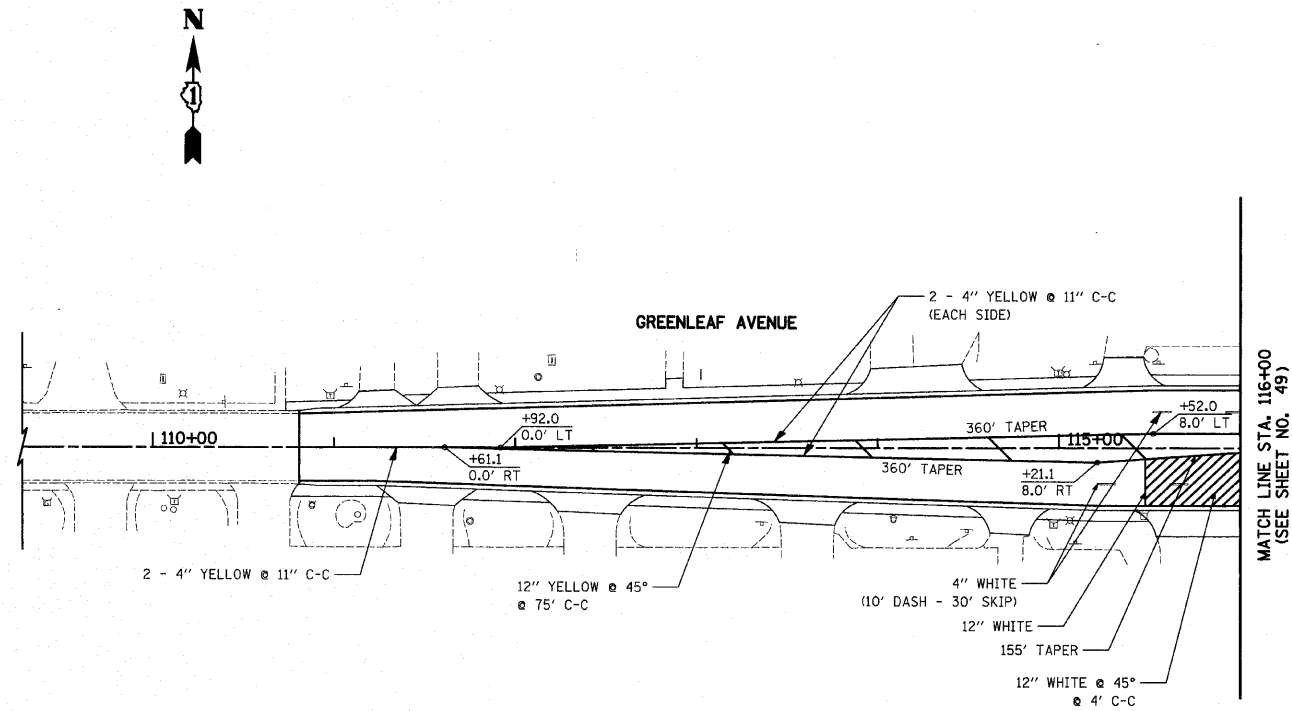 N
1
2 - 4" YELLOW @ 11" C-C
(EACH SIDE)
GREENLEAF AVENUE
MATCH LINE STA. 116+00
(SEE SHEET NO. 49)
110+00
+92.0
0.0' LT
+61.1
0.0' RT
360' TAPER
115+00
+52.0
8.0' LT
360' TAPER
+21.1
8.0' RT
2 - 4" YELLOW @ 11" C-C
12" YELLOW @ 45°
@ 75' C-C
4" WHITE
(10' DASH - 30' SKIP)
12" WHITE
155' TAPER
12" WHITE @ 45°
@ 4' C-C